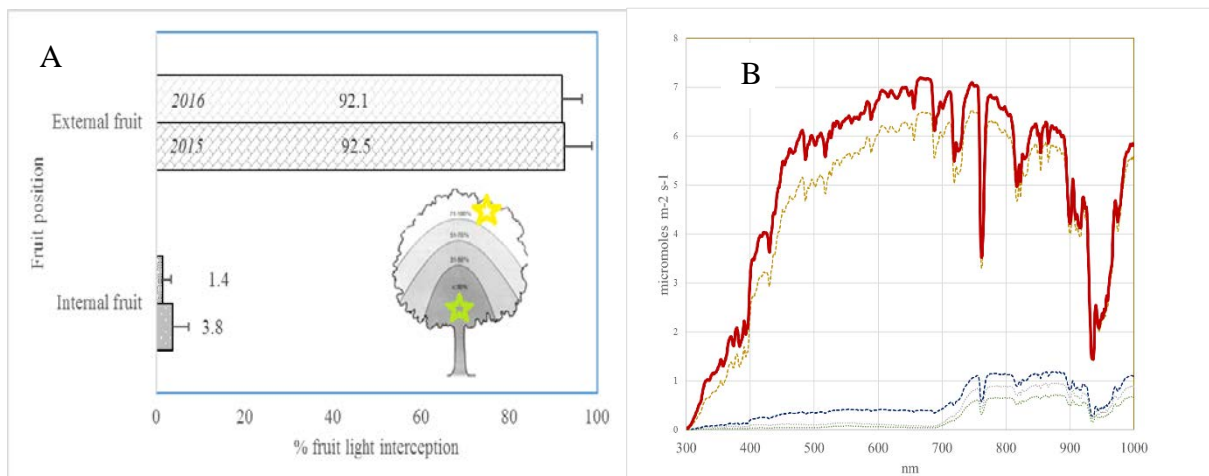 A
External fruit
2016 92.1
2015 92.5
Fruit position
Internal fruit
1.4
3.8
0 20 40 60 80 100
% fruit light interception
B
micromoles m-2 s-1
8
7
6
5
4
3
2
1
0
300 400 500 600 700 800 900 1000
nm